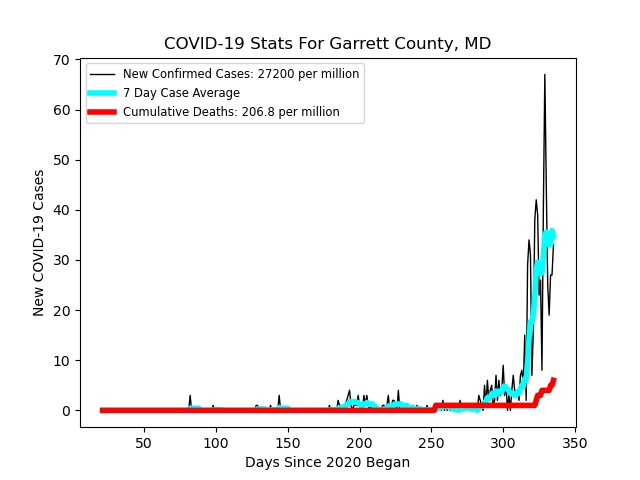 COVID-19 Stats For Garrett County, MD
New Confirmed Cases: 27200 per million
7 Day Case Average
Cumulative Deaths: 206.8 per million
New COVID-19 Cases
70
60
50
40
30
20
10
0
50 100 150 200 250 300 350
Days Since 2020 Began